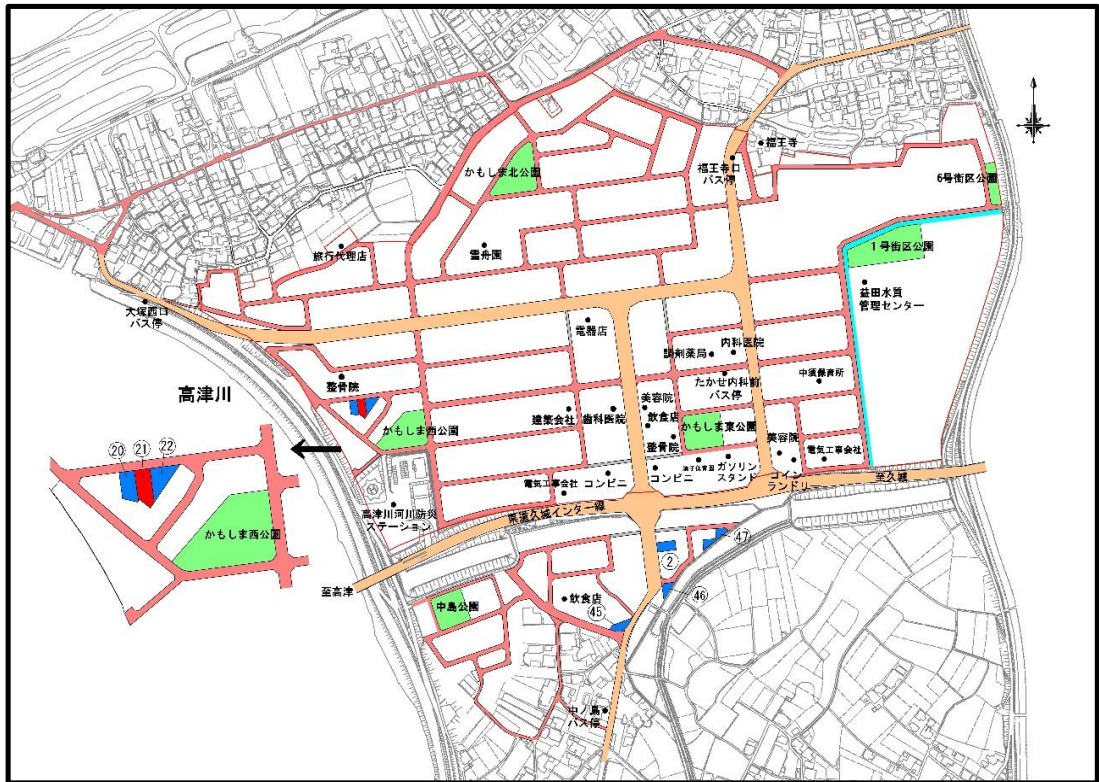 福王寺
福王寺口
バス停
かもしま北公園
6号街区公園
雪舟園
旅行代理店
1号街区公園
益田水質
管理センター
大塚西口
バス停
電器店
内科医院
調剤薬局
たかせ内科前
バス停
中須保育所
整骨院
高津川
美容院
飲食店
建築会社
歯科医院
かもしま西公園
かもしま東公園
整骨院
美容院
電気工事会社
⑳
㉑
㉒
かもしま西公園
ガソリン
スタンド
コイン
ランドリ
コンビニ
コンビニ
電気工事会社
至久城
高津川河川防災
ステーション
県道久城インター線
至高津
㊼
②
㊻
中島公園
飲食店
㊺
中ノ島
バス停